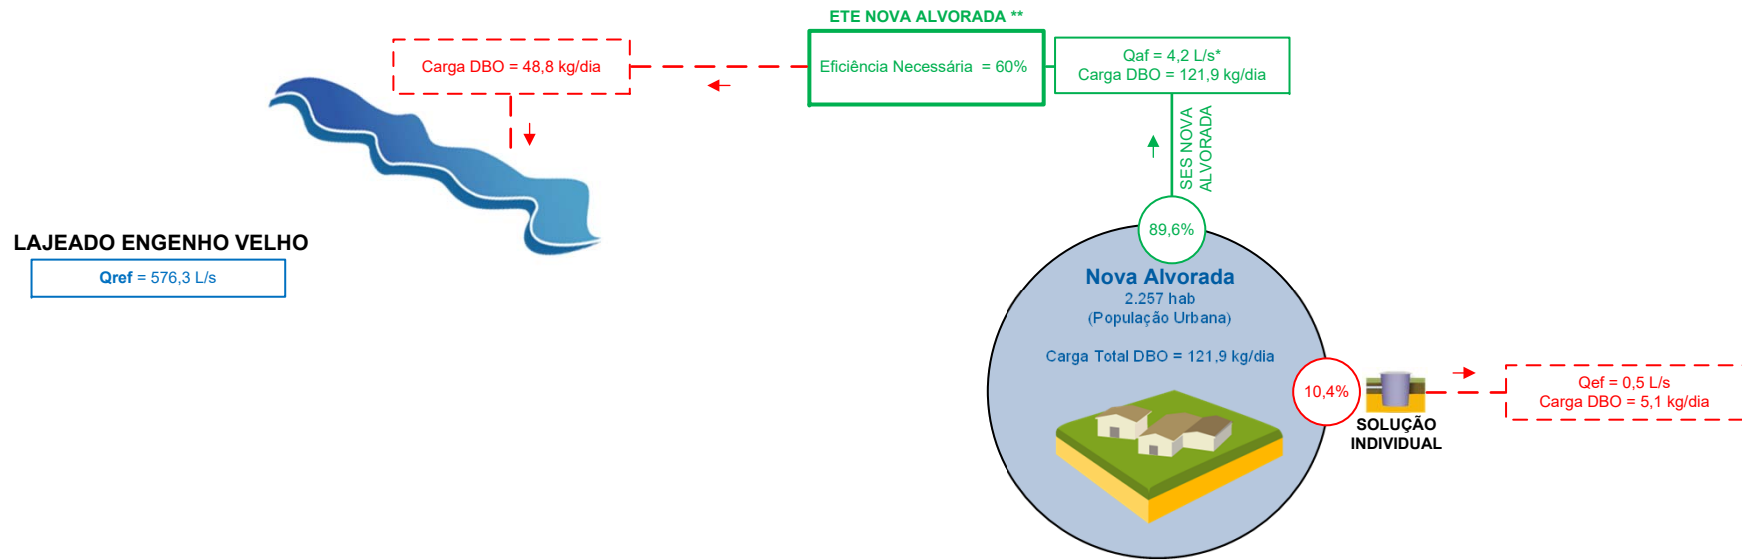 ETE NOVA ALVORADA **
Carga DBO = 48,8 kg/dia
Eficiência Necessária = 60%
Qaf = 4,2 L/s*
Carga DBO = 121,9 kg/dia
SES NOVA
ALVORADA
LAJEADO ENGENHO VELHO
Qref = 576,3 L/s
89,6%
Nova Alvorada
2.257 hab
(População Urbana)
Carga Total DBO = 121,9 kg/dia
10,4%
SOLUÇÃO
INDIVIDUAL
Qef = 0,5 L/s
Carga DBO = 5,1 kg/dia